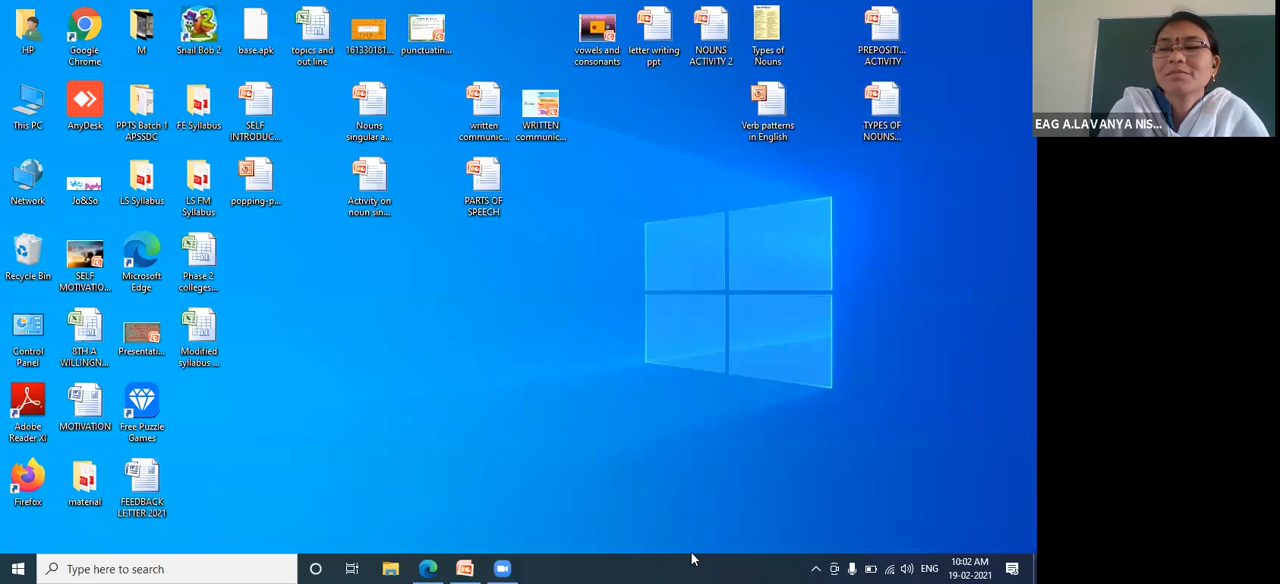 HP
Google
Chrome
M
Snail Bob 2
base.apk
topics and
out line
161330181...
punctuatin...
vowels and
consonants
letter writing
ppt
NOUNS
ACTIVITY 2
Types of
Nouns
PREPOSITI...
ACTIVITY
This PC
AnyDesk
PPTS Batch 1
APSSDC
FE Syllabus
SELF
INTRODUC...
Nouns
singular a...
written
communic...
WRITTEN
communic...
Verb patterns
in English
TYPES OF
NOUNS...
Network
Jo&So
LS Syllabus
LS FM
Syllabus
popping-p...
Activity on
noun sin...
PARTS OF
SPEECH
Recycle Bin
SELF
MOTIVATIO...
Microsoft
Edge
Phase 2
colleges...
Control
Panel
8TH A
WILLINGN...
Presentati...
Modified
syllabus ...
Adobe
Reader XI
MOTIVATION
Free Puzzle
Games
Firefox
material
FEEDBACK
LETTER 2021
EAG A.LAVANYA NIS...
Type here to search
ENG
10:02 AM
19-02-2021